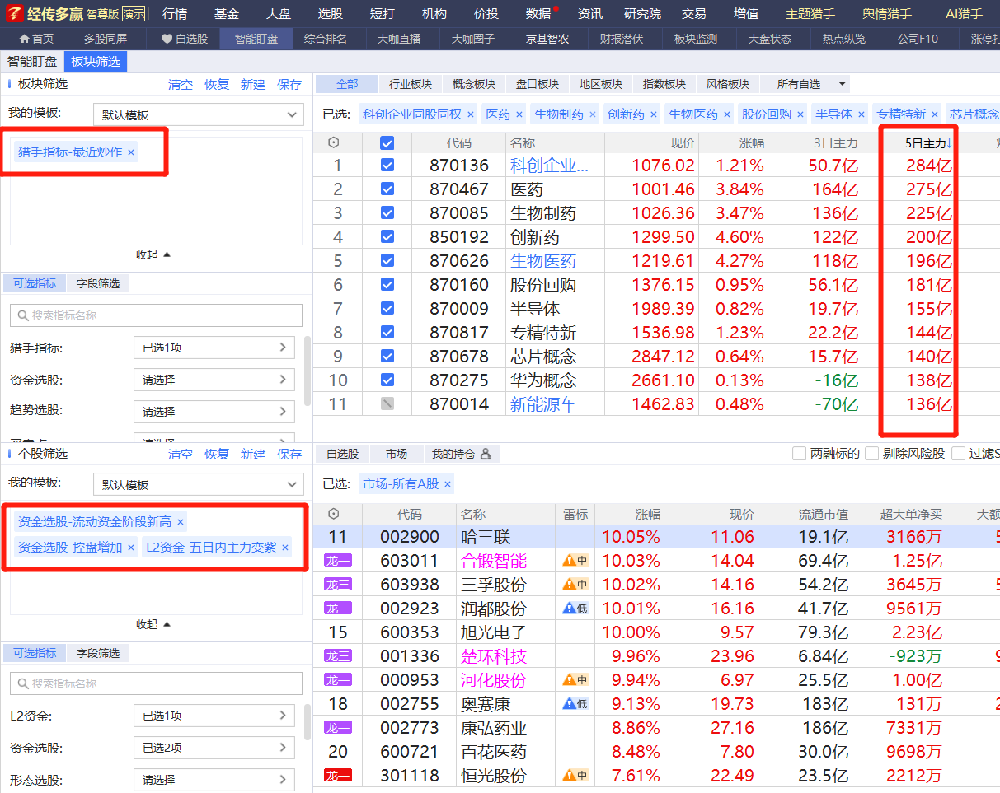 经传多赢 智尊版 演示 行情 基金 大盘 选股 短打 机构 价投 数据 资讯 研究院 交易 增值 主题猎手 舆情猎手 AI猎手
首页 多股同屏 自选股 智能盯盘 综合排名 大咖直播 大咖圈子 京基智农 财报潜伏 板块监测 大盘状态 热点纵览 公司F10 涨停打
智能盯盘 板块筛选
板块筛选 清空 恢复 新建 保存
我的模板: 默认模板
猎手指标-最近炒作 ×
收起
可选指标 字段筛选
搜索指标名称
猎手指标: 已选1项
资金选股: 请选择
趋势选股: 请选择
全部 行业板块 概念板块 盘口板块 地区板块 指数板块 风格板块 所有自选
已选: 科创企业同股同权 × 医药 × 生物制药 × 创新药 × 生物医药 × 股份回购 × 半导体 × 专精特新 × 芯片概念
代码 名称 现价 涨幅 3日主力 5日主力↓
1 870136 科创企业... 1076.02 1.21% 50.7亿 284亿
2 870467 医药 1001.46 3.84% 164亿 275亿
3 870085 生物制药 1026.36 3.47% 136亿 225亿
4 850192 创新药 1299.50 4.60% 122亿 200亿
5 870626 生物医药 1219.61 4.27% 118亿 196亿
6 870160 股份回购 1376.15 0.95% 56.1亿 181亿
7 870009 半导体 1989.39 0.82% 19.7亿 155亿
8 870817 专精特新 1536.98 1.23% 22.2亿 144亿
9 870678 芯片概念 2847.12 0.64% 15.7亿 140亿
10 870275 华为概念 2661.10 0.13% -16亿 138亿
11 870014 新能源车 1462.83 0.48% -70亿 136亿
个股筛选 清空 恢复 新建 保存
我的模板: 默认模板
资金选股-流动资金阶段新高 ×
资金选股-控盘增加 × L2资金-五日内主力变紫 ×
收起
可选指标 字段筛选
搜索指标名称
L2资金: 已选1项
资金选股: 已选2项
形态选股: 请选择
自选股 市场 我的持仓 两融标的 剔除风险股 过滤S
已选: 市场-所有A股 ×
代码 名称 雷标 涨幅 现价 流通市值 超大单净买 大额
11 002900 哈三联 10.05% 11.06 19.1亿 3166万
龙一 603011 合锻智能 中 10.03% 14.04 69.4亿 1.25亿
龙三 603938 三孚股份 中 10.02% 14.16 54.2亿 3645万
龙一 002923 润都股份 低 10.01% 16.16 41.7亿 9561万
15 600353 旭光电子 10.00% 9.57 79.3亿 2.23亿
龙三 001336 楚环科技 9.96% 23.96 6.84亿 -923万
龙一 000953 河化股份 中 9.94% 6.97 25.5亿 1.00亿
18 002755 奥赛康 低 9.13% 19.73 183亿 131万
龙一 002773 康弘药业 8.86% 27.16 186亿 7331万
20 600721 百花医药 8.48% 7.80 30.0亿 9698万
龙一 301118 恒光股份 中 7.61% 22.49 23.5亿 2212万